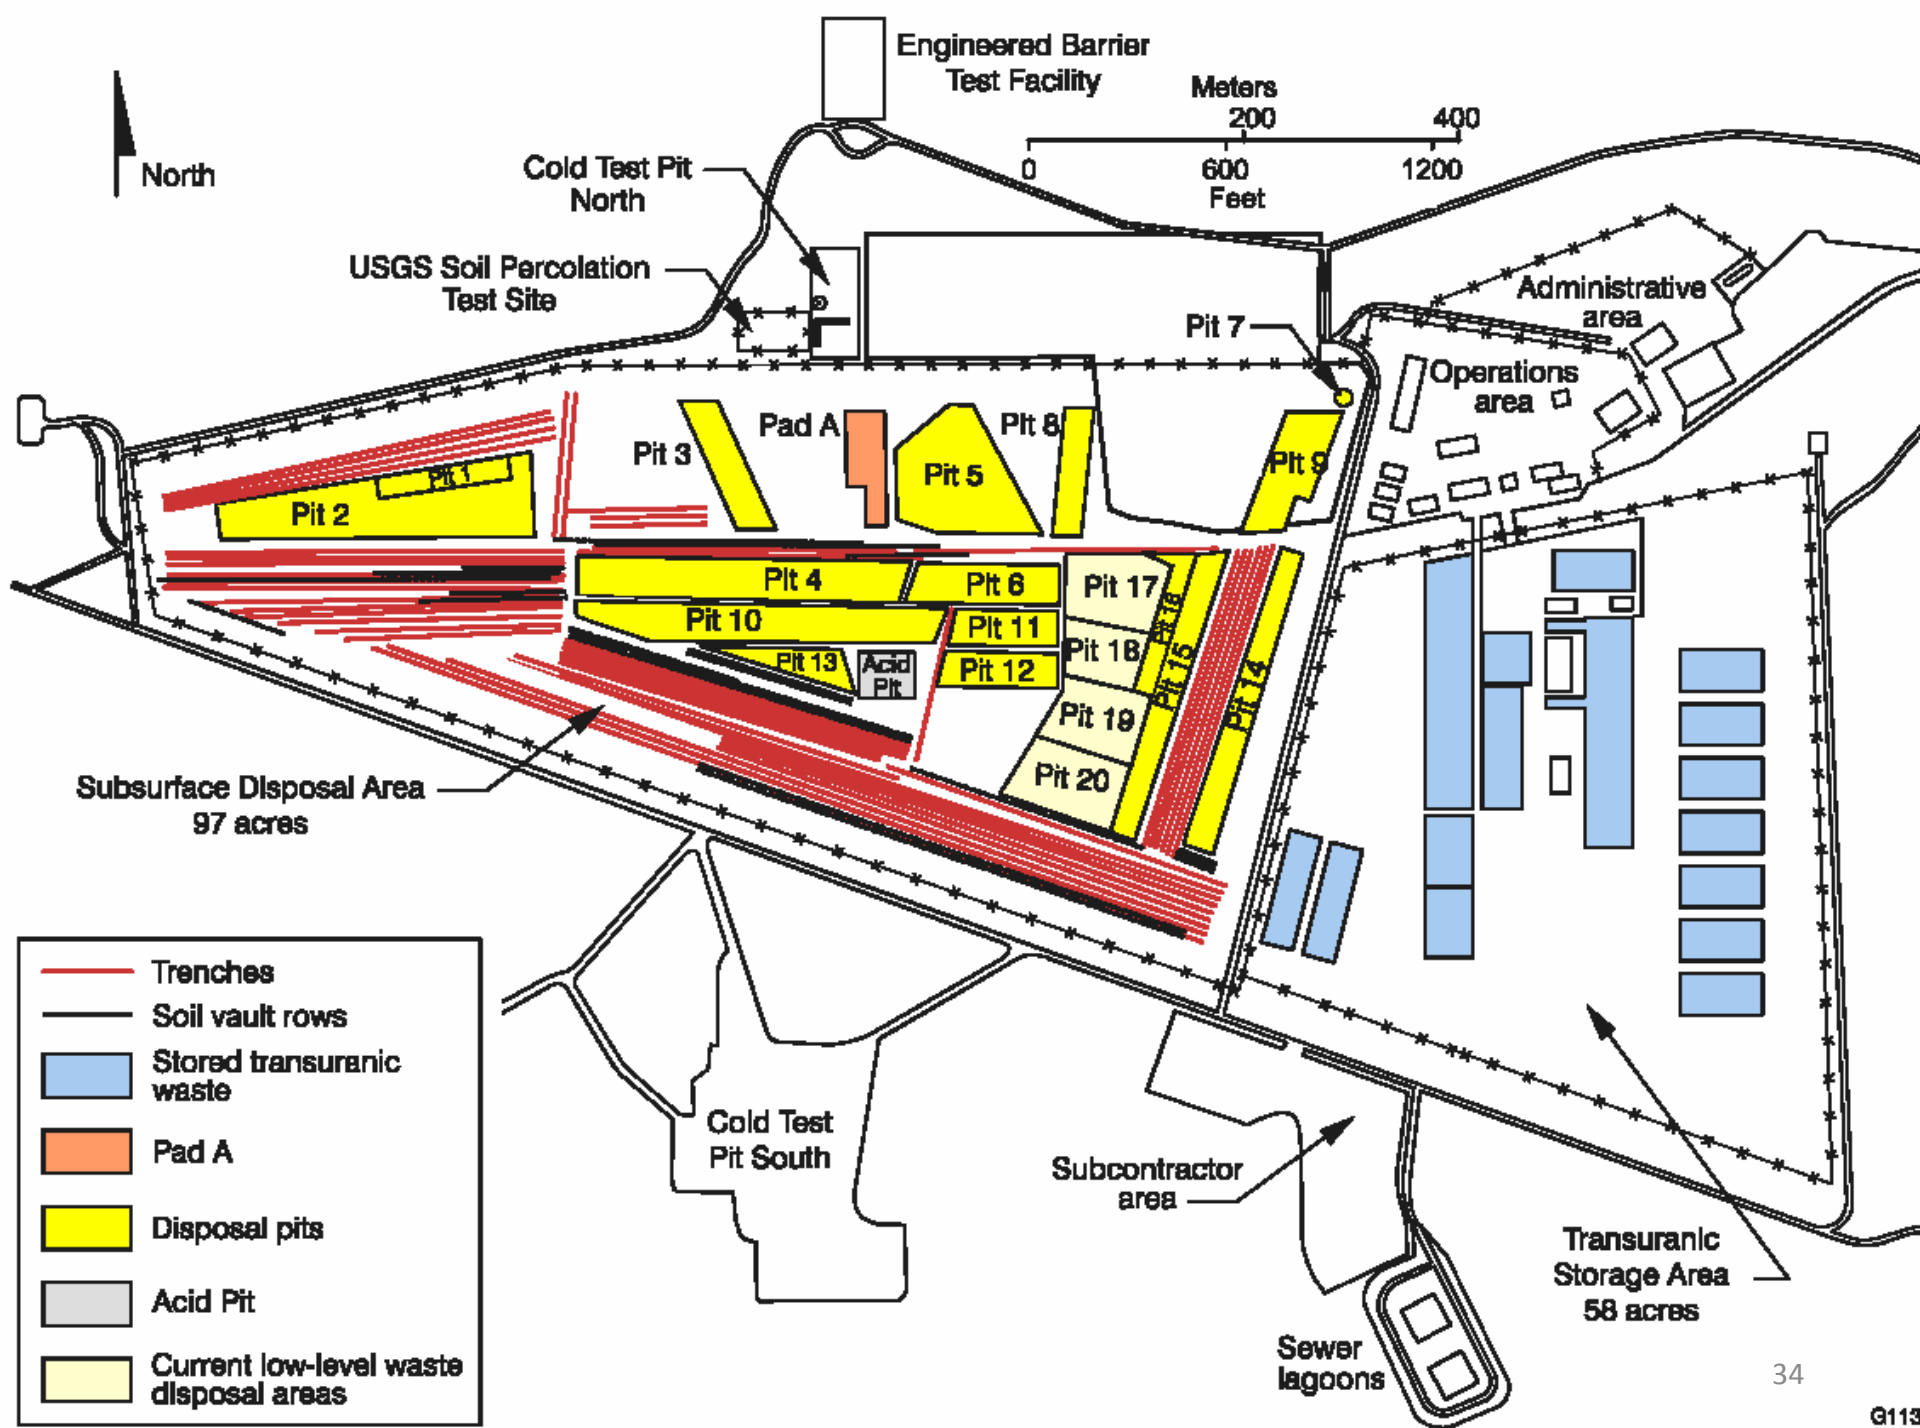 Engineered Barrier
Test Facility
Meters
200
400
0
600
1200
Feet
North
Cold Test Pit
North
USGS Soil Percolation
Test Site
Administrative
area
Pit 7
Operations
area
Pit 3
Pad A
Pit 5
Pit 8
Pit 9
Pit 1
Pit 2
Pit 4
Pit 6
Pit 17
Pit 16
Pit 10
Pit 11
Pit 18
Pit 15
Pit 13
Acid
Pit
Pit 12
Pit 14
Pit 19
Pit 20
Subsurface Disposal Area
97 acres
Trenches
Soil vault rows
Stored transuranic
waste
Pad A
Disposal pits
Acid Pit
Current low-level waste
disposal areas
Cold Test
Pit South
Subcontractor
area
Transuranic
Storage Area
58 acres
Sewer
lagoons
34
G113